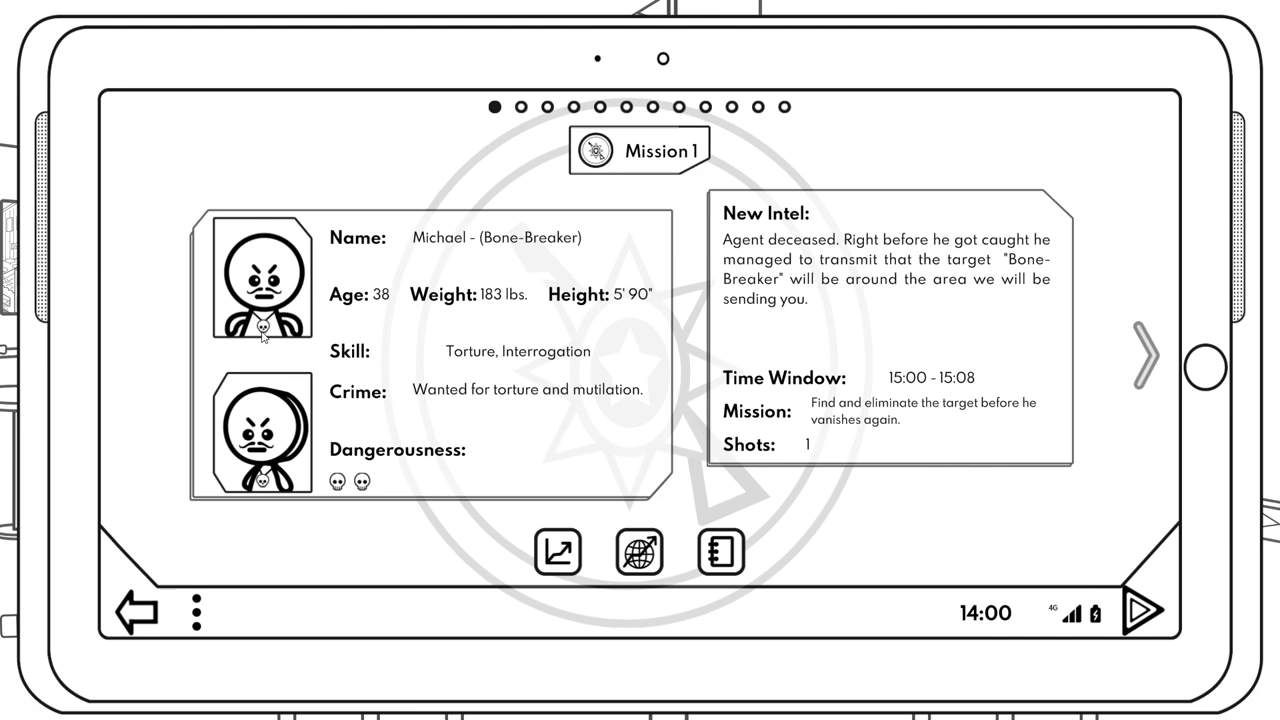 Mission 1
Name: Michael - (Bone-Breaker)
Age: 38 Weight: 183 lbs. Height: 5' 90"
Skill: Torture, Interrogation
Crime: Wanted for torture and mutilation.
Dangerousness:
New Intel:
Agent deceased. Right before he got caught he
managed to transmit that the target "Bone-
Breaker" will be around the area we will be
sending you.
Time Window: 15:00 - 15:08
Mission: Find and eliminate the target before he
vanishes again.
Shots: 1
14:00 4G